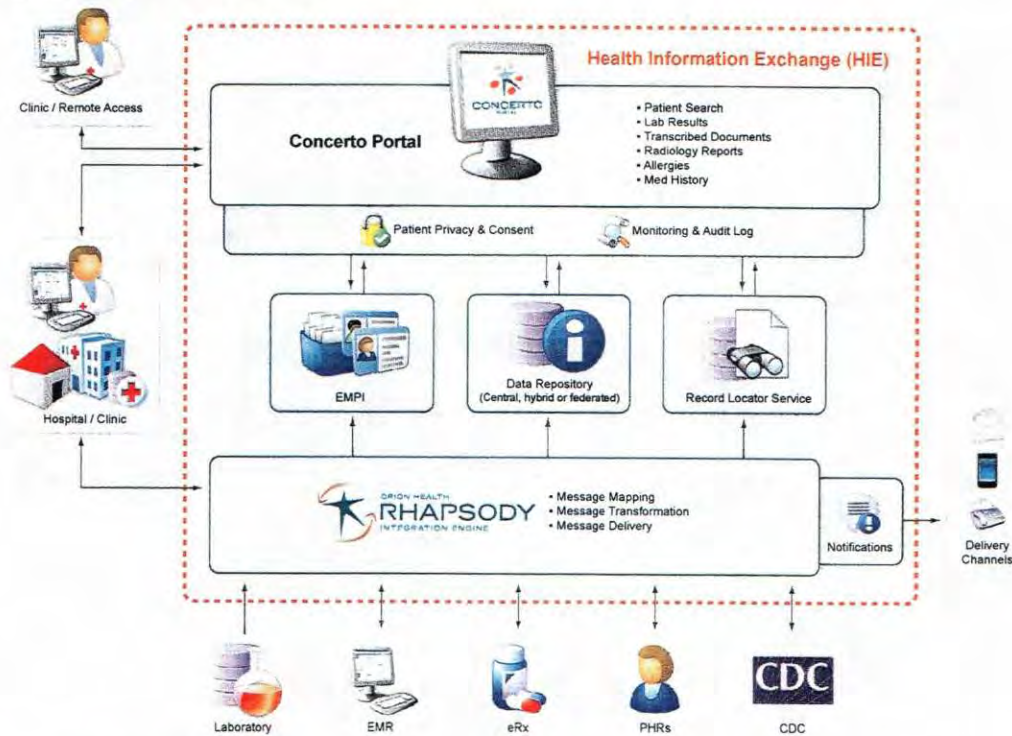 Health Information Exchange (HIE)
Clinic / Remote Access
CONCERTO
PORTAL
Concerto Portal
• Patient Search
• Lab Results
• Transcribed Documents
• Radiology Reports
• Allergies
• Med History
Patient Privacy & Consent
Monitoring & Audit Log
Hospital / Clinic
EMPI
Data Repository
(Central, hybrid or federated)
Record Locator Service
ORION HEALTH
RHAPSODY
INTEGRATION ENGINE
• Message Mapping
• Message Transformation
• Message Delivery
Notifications
Delivery
Channels
Laboratory
EMR
eRx
PHRs
CDC
CDC